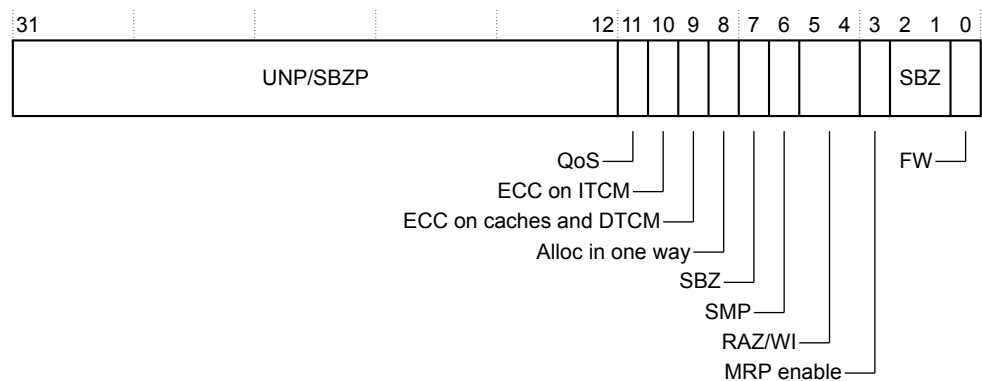 31 12 11 10 9 8 7 6 5 4 3 2 1 0
UNP/SBZP SBZ
QoS FW
ECC on ITCM
ECC on caches and DTCM
Alloc in one way
SBZ
SMP
RAZ/WI
MRP enable